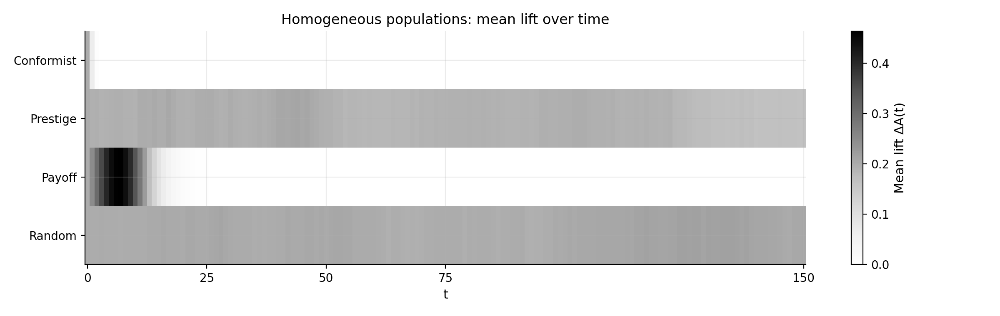 Homogeneous populations: mean lift over time
Conformist
Prestige
Payoff
Random
0 25 50 75 150
t
0.4
0.3
0.2
0.1
0.0
Mean lift ΔA(t)